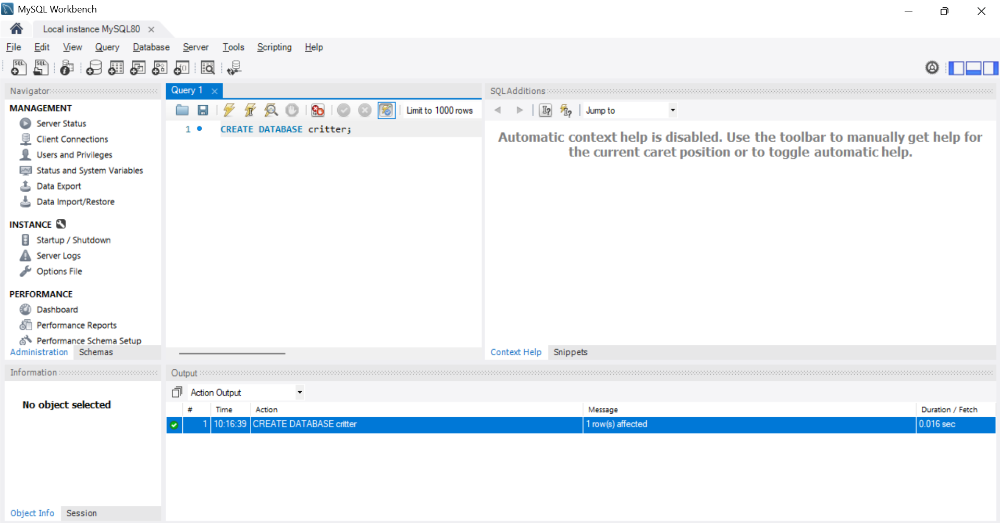 MySQL Workbench
Local instance MySQL80
File Edit View Query Database Server Tools Scripting Help
Navigator
MANAGEMENT
Server Status
Client Connections
Users and Privileges
Status and System Variables
Data Export
Data Import/Restore
INSTANCE
Startup / Shutdown
Server Logs
Options File
PERFORMANCE
Dashboard
Performance Reports
Performance Schema Setup
Administration Schemas
Query 1
Limit to 1000 rows
1 CREATE DATABASE critter;
SQLAdditions
Jump to
Automatic context help is disabled. Use the toolbar to manually get help for
the current caret position or to toggle automatic help.
Context Help Snippets
Information
No object selected
Object Info Session
Output
Action Output
# Time Action Message Duration / Fetch
1 10:16:39 CREATE DATABASE critter 1 row(s) affected 0.016 sec